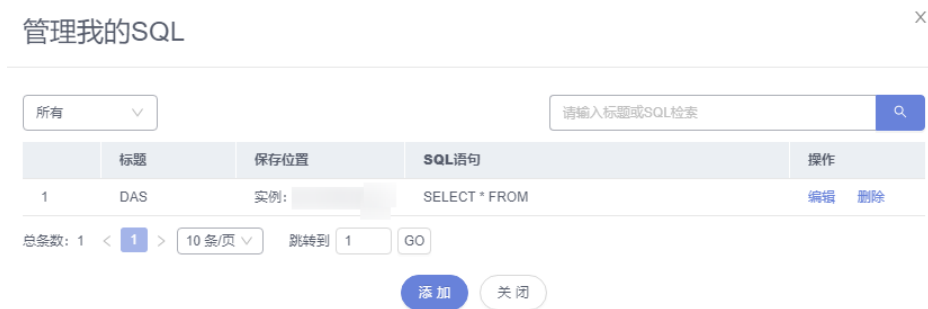 管理我的SQL
所有
请输入标题或SQL检索
标题 保存位置 SQL语句 操作
1 DAS 实例: SELECT * FROM 编辑 删除
总条数: 1 < 1 > 10 条/页 跳转到 1 GO
添加 关闭